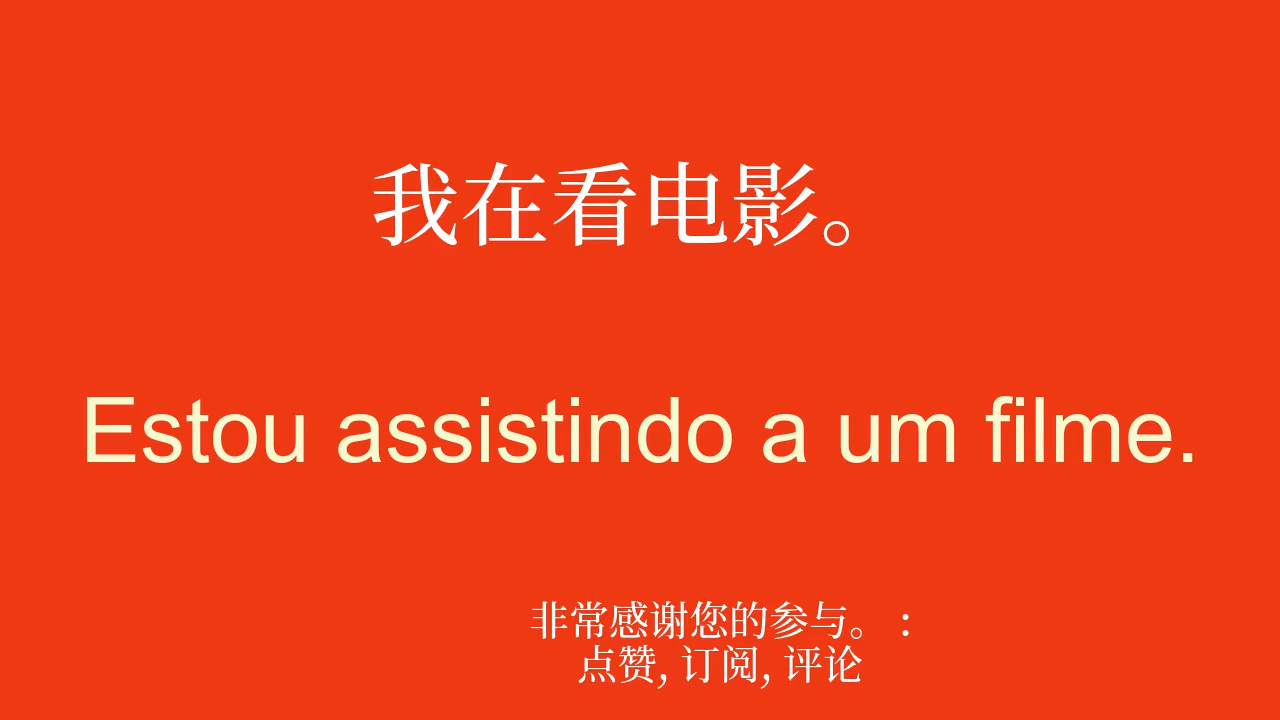 我在看电影。
Estou assistindo a um filme.
非常感谢您的参与。 :
点赞, 订阅, 评论